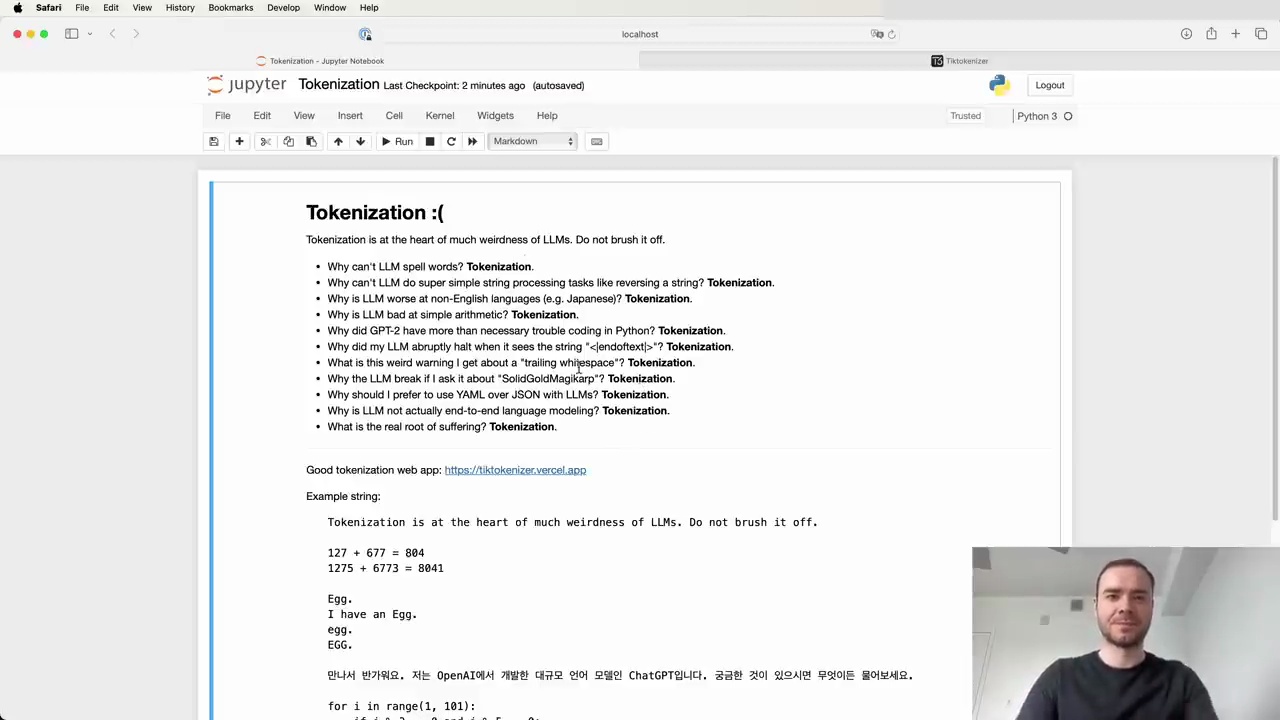 Safari File Edit View History Bookmarks Develop Window Help
localhost
Tokenization - Jupyter Notebook
Tiktokenizer
jupyter Tokenization Last Checkpoint: 2 minutes ago (autosaved)
Logout
File Edit View Insert Cell Kernel Widgets Help
Trusted
Python 3
Run
Markdown
Tokenization :(
Tokenization is at the heart of much weirdness of LLMs. Do not brush it off.
• Why can't LLM spell words? Tokenization.
• Why can't LLM do super simple string processing tasks like reversing a string? Tokenization.
• Why is LLM worse at non-English languages (e.g. Japanese)? Tokenization.
• Why is LLM bad at simple arithmetic? Tokenization.
• Why did GPT-2 have more than necessary trouble coding in Python? Tokenization.
• Why did my LLM abruptly halt when it sees the string "<|endoftext|>"? Tokenization.
• What is this weird warning I get about a "trailing whitespace"? Tokenization.
• Why the LLM break if I ask it about "SolidGoldMagikarp"? Tokenization.
• Why should I prefer to use YAML over JSON with LLMs? Tokenization.
• Why is LLM not actually end-to-end language modeling? Tokenization.
• What is the real root of suffering? Tokenization.
Good tokenization web app: https://tiktokenizer.vercel.app
Example string:
Tokenization is at the heart of much weirdness of LLMs. Do not brush it off.
127 + 677 = 804
1275 + 6773 = 8041
Egg.
I have an Egg.
egg.
EGG.
만나서 반가워요. 저는 OpenAI에서 개발한 대규모 언어 모델인 ChatGPT입니다. 궁금한 것이 있으시면 무엇이든 물어보세요.
for i in range(1, 101):